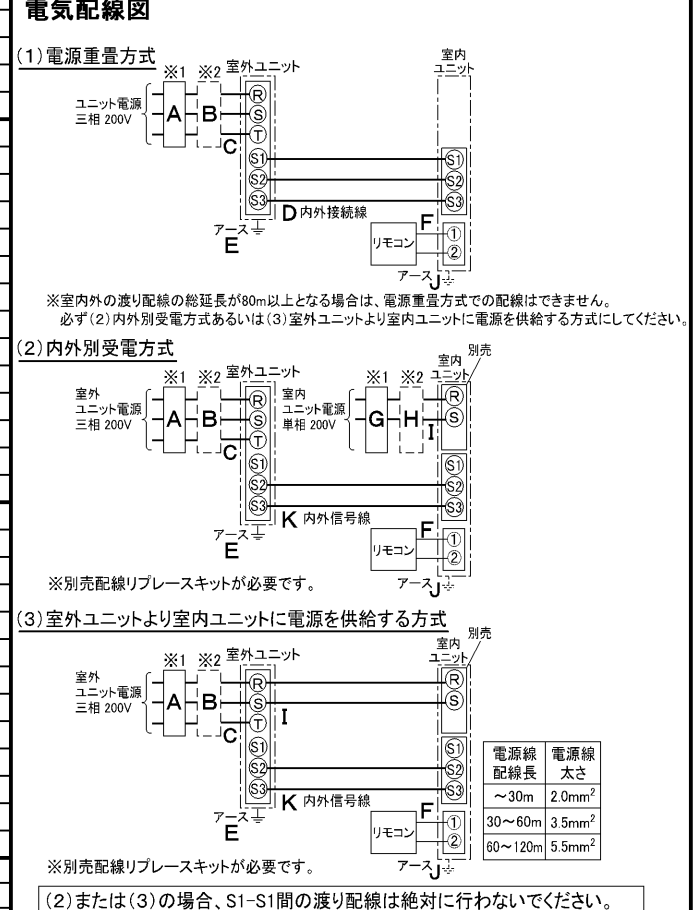 電気配線図
(1)電源重畳方式
※1 ※2 室外ユニット
室内
ユニット
ユニット電源
三相 200V
A B C
R
S
T
S1
S2
S3
S1
S2
S3
D 内外接続線
アース
E
リモコン
F
①
②
アース J
※室内外の渡り配線の総延長が80m以上となる場合は、電源重畳方式での配線はできません。
必ず(2)内外別受電方式あるいは(3)室外ユニットより室内ユニットに電源を供給する方式にしてください。
(2)内外別受電方式
※1 ※2 室外ユニット
※1 ※2
室内
ユニット
別売
室外
ユニット電源
三相 200V
A B C
R
S
T
S1
S2
S3
室内
ユニット電源
単相 200V
G H I
R
S
S1
S2
S3
K 内外信号線
アース
E
リモコン
F
①
②
アース J
※別売配線リプレースキットが必要です。
(3)室外ユニットより室内ユニットに電源を供給する方式
※1 ※2 室外ユニット
室内
ユニット
別売
室外
ユニット電源
三相 200V
A B C
R
S
T
S1
S2
S3
I
R
S
S1
S2
S3
K 内外信号線
アース
E
リモコン
F
①
②
アース J
電源線配線長 電源線太さ
～30m 2.0mm²
30～60m 3.5mm²
60～120m 5.5mm²
※別売配線リプレースキットが必要です。
(2)または(3)の場合、S1-S1間の渡り配線は絶対に行わないでください。